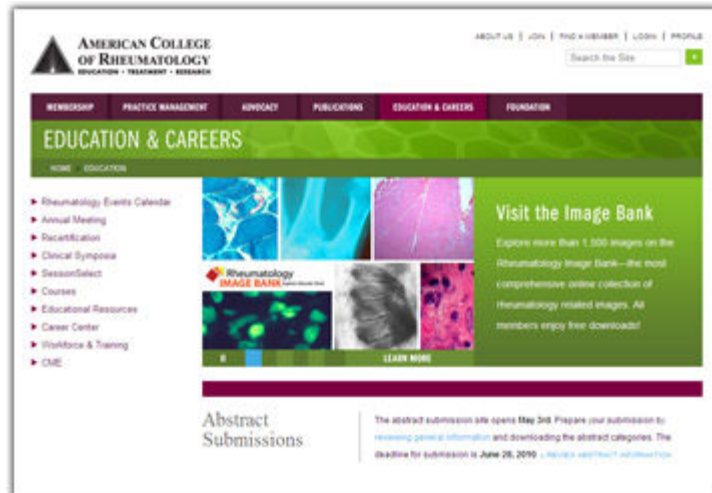 AMERICAN COLLEGE
OF RHEUMATOLOGY
EDUCATION • TREATMENT • RESEARCH
ABOUT US | JOIN | FIND A MEMBER | LOGIN | PROFILE
Search the Site
MEMBERSHIP PRACTICE MANAGEMENT ADVOCACY PUBLICATIONS EDUCATION & CAREERS FOUNDATION
EDUCATION & CAREERS
HOME EDUCATION
Rheumatology Events Calendar
Annual Meeting
Recertification
Clinical Symposia
SessionSelect
Courses
Educational Resources
Career Center
Workforce & Training
CME
Rheumatology
IMAGE BANK
LEARN MORE
Visit the Image Bank
Explore more than 1,500 images on the
Rheumatology Image Bank—the most
comprehensive online collection of
rheumatology related images. All
members enjoy free downloads!
Abstract
Submissions
The abstract submission site opens May 3rd. Prepare your submission by
reviewing general information and downloading the abstract categories. The
deadline for submission is June 28, 2010. » REVIEW ABSTRACT INFORMATION